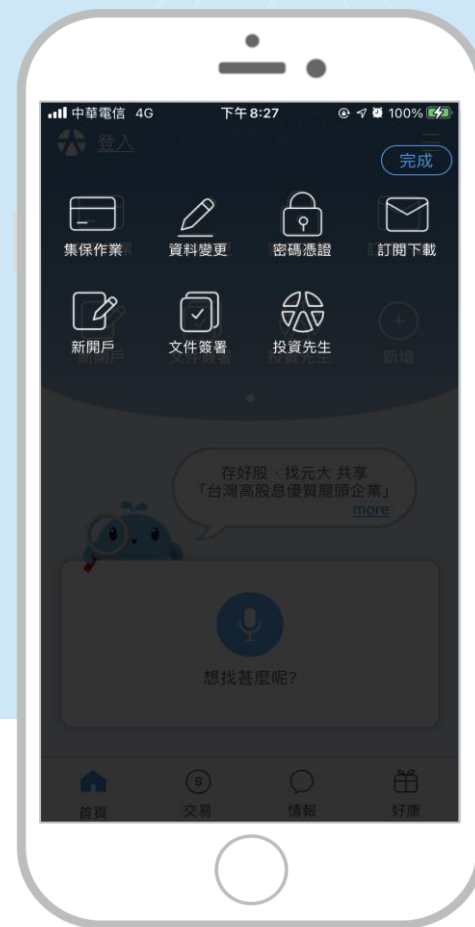 中華電信 4G 下午8:27 100%
登入
完成
集保作業 資料變更 密碼憑證 訂閱下載
新開戶 文件簽署 投資先生 新增
存好股、找元大 共享
「台灣高股息優質龍頭企業」
more
想找甚麼呢?
首頁 交易 情報 好康